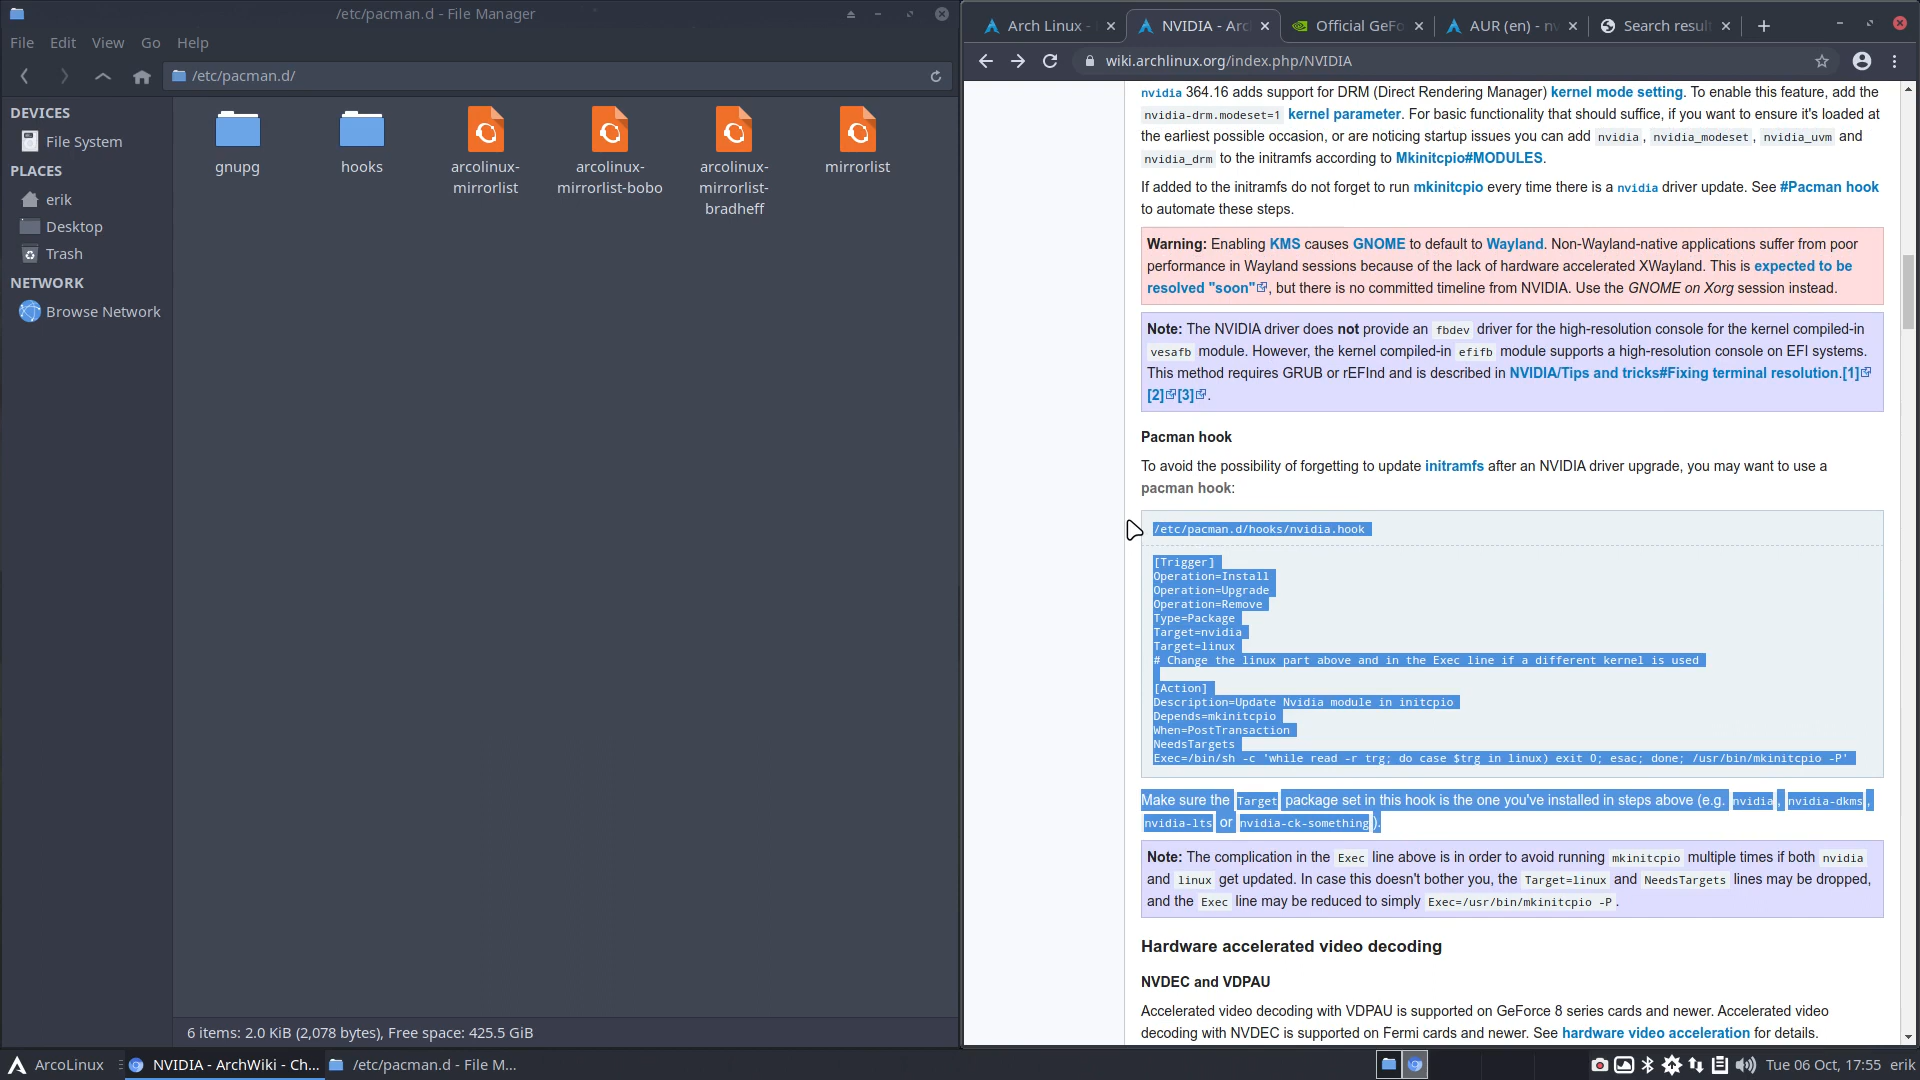 /etc/pacman.d - File Manager
File Edit View Go Help
/etc/pacman.d/
DEVICES
File System
PLACES
erik
Desktop
Trash
NETWORK
Browse Network
gnupg
hooks
arcolinux-
mirrorlist
arcolinux-
mirrorlist-bobo
arcolinux-
mirrorlist-
bradheff
mirrorlist
6 items: 2.0 KiB (2,078 bytes), Free space: 425.5 GiB
Arch Linux -
NVIDIA - Arc
Official GeFo
AUR (en) - nv
Search result
wiki.archlinux.org/index.php/NVIDIA
nvidia 364.16 adds support for DRM (Direct Rendering Manager) kernel mode setting. To enable this feature, add the
nvidia-drm.modeset=1 kernel parameter. For basic functionality that should suffice, if you want to ensure it's loaded at
the earliest possible occasion, or are noticing startup issues you can add nvidia, nvidia_modeset, nvidia_uvm and
nvidia_drm to the initramfs according to Mkinitcpio#MODULES.
If added to the initramfs do not forget to run mkinitcpio every time there is a nvidia driver update. See #Pacman hook
to automate these steps.
Warning: Enabling KMS causes GNOME to default to Wayland. Non-Wayland-native applications suffer from poor
performance in Wayland sessions because of the lack of hardware accelerated XWayland. This is expected to be
resolved "soon", but there is no committed timeline from NVIDIA. Use the GNOME on Xorg session instead.
Note: The NVIDIA driver does not provide an fbdev driver for the high-resolution console for the kernel compiled-in
vesafb module. However, the kernel compiled-in efifb module supports a high-resolution console on EFI systems.
This method requires GRUB or rEFInd and is described in NVIDIA/Tips and tricks#Fixing terminal resolution.[1]
[2][3].
Pacman hook
To avoid the possibility of forgetting to update initramfs after an NVIDIA driver upgrade, you may want to use a
pacman hook:
/etc/pacman.d/hooks/nvidia.hook
[Trigger]
Operation=Install
Operation=Upgrade
Operation=Remove
Type=Package
Target=nvidia
Target=linux
# Change the linux part above and in the Exec line if a different kernel is used
[Action]
Description=Update Nvidia module in initcpio
Depends=mkinitcpio
When=PostTransaction
NeedsTargets
Exec=/bin/sh -c 'while read -r trg; do case $trg in linux) exit 0; esac; done; /usr/bin/mkinitcpio -P'
Make sure the Target package set in this hook is the one you've installed in steps above (e.g. nvidia, nvidia-dkms,
nvidia-lts or nvidia-ck-something).
Note: The complication in the Exec line above is in order to avoid running mkinitcpio multiple times if both nvidia
and linux get updated. In case this doesn't bother you, the Target=linux and NeedsTargets lines may be dropped,
and the Exec line may be reduced to simply Exec=/usr/bin/mkinitcpio -P.
Hardware accelerated video decoding
NVDEC and VDPAU
Accelerated video decoding with VDPAU is supported on GeForce 8 series cards and newer. Accelerated video
decoding with NVDEC is supported on Fermi cards and newer. See hardware video acceleration for details.
ArcoLinux
NVIDIA - ArchWiki - Ch...
/etc/pacman.d - File M...
Tue 06 Oct, 17:55 erik